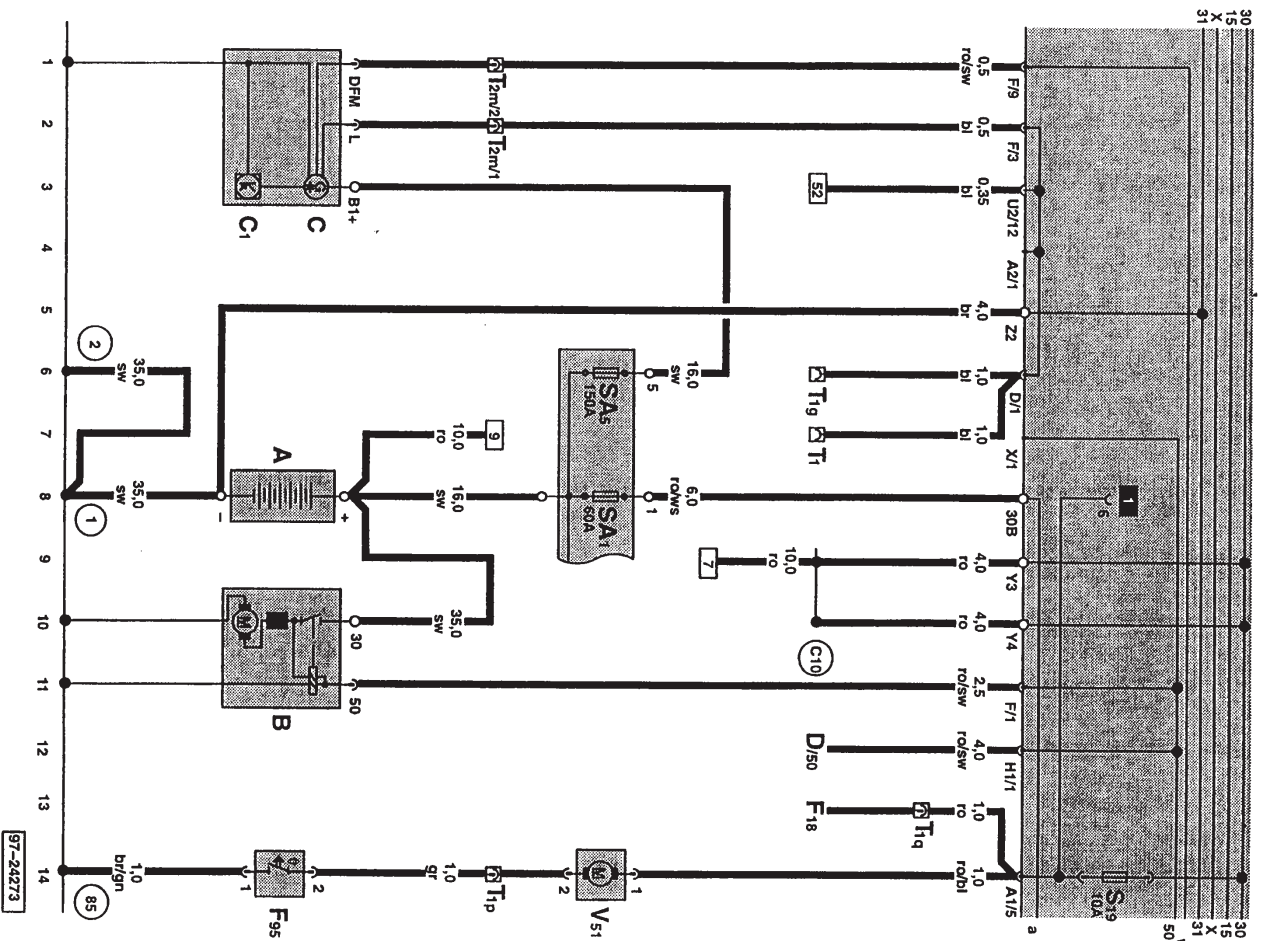 30
15
X
31
30
15
X
31
50
a
F/9
F/3
U2/12
A2/1
Z2
D/1
X/1
30B
Y3
Y4
F/1
H1/1
A1/5
1
6
S19
10A
0,5
ro/sw
0,5
bl
0,35
bl
4,0
br
1,0
bl
1,0
bl
6,0
ro/ws
4,0
ro
4,0
ro
2,5
ro/sw
4,0
ro/sw
1,0
ro
1,0
ro/bl
52
T1g
T1
10,0
ro
7
C10
D/50
F18
T1q
T2m/2
T2m/1
16,0
sw
5
SA5
150A
1
SA1
60A
9
10,0
ro
16,0
sw
35,0
sw
V51
M
1
2
T1p
1,0
gr
DFM
L
B1+
G
K
C
C1
A
+
-
30
50
M
B
2
1
F95
35,0
sw
35,0
sw
1,0
br/gn
2
1
85
1
2
3
4
5
6
7
8
9
10
11
12
13
14
97-24273